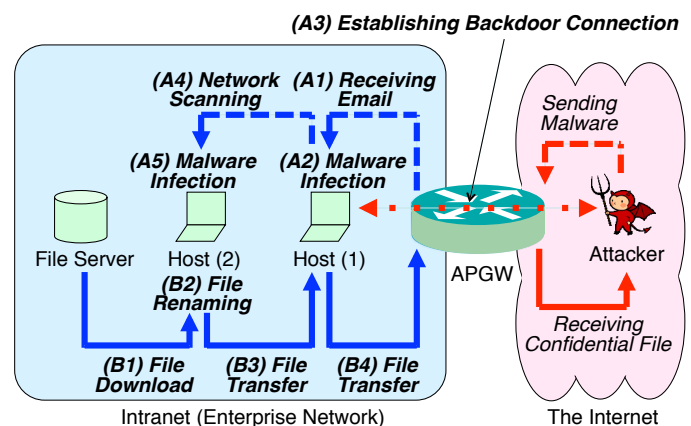 (A3) Establishing Backdoor Connection
(A4) Network
Scanning
(A1) Receiving
Email
Sending
Malware
(A5) Malware
Infection
(A2) Malware
Infection
File Server
Host (2)
Host (1)
APGW
Attacker
(B2) File
Renaming
(B1) File
Download
(B3) File
Transfer
(B4) File
Transfer
Receiving
Confidential File
Intranet (Enterprise Network)
The Internet